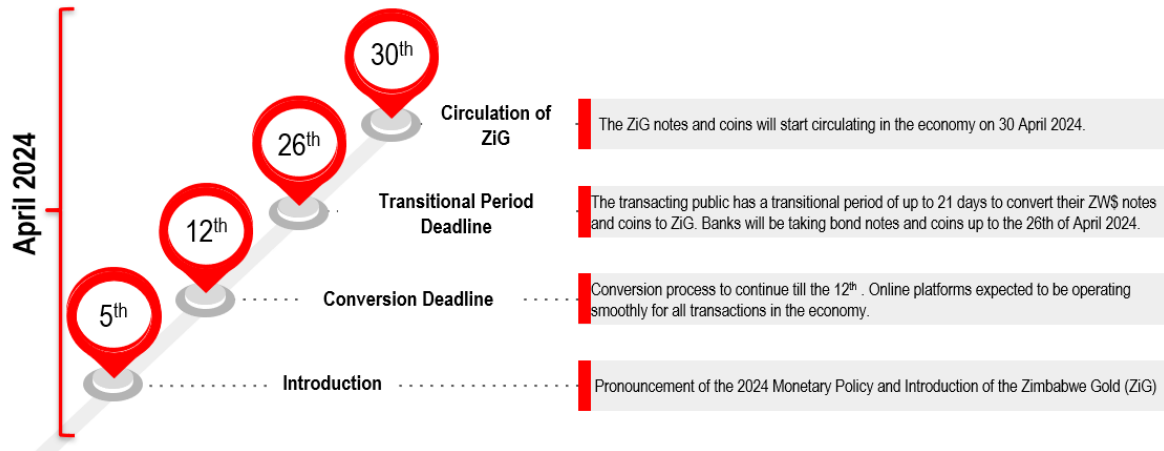 April 2024
30th
Circulation of
ZiG
The ZiG notes and coins will start circulating in the economy on 30 April 2024.
26th
Transitional Period
Deadline
The transacting public has a transitional period of up to 21 days to convert their ZW$ notes
and coins to ZiG. Banks will be taking bond notes and coins up to the 26th of April 2024.
12th
Conversion Deadline
Conversion process to continue till the 12th . Online platforms expected to be operating
smoothly for all transactions in the economy.
5th
Introduction
Pronouncement of the 2024 Monetary Policy and Introduction of the Zimbabwe Gold (ZiG)